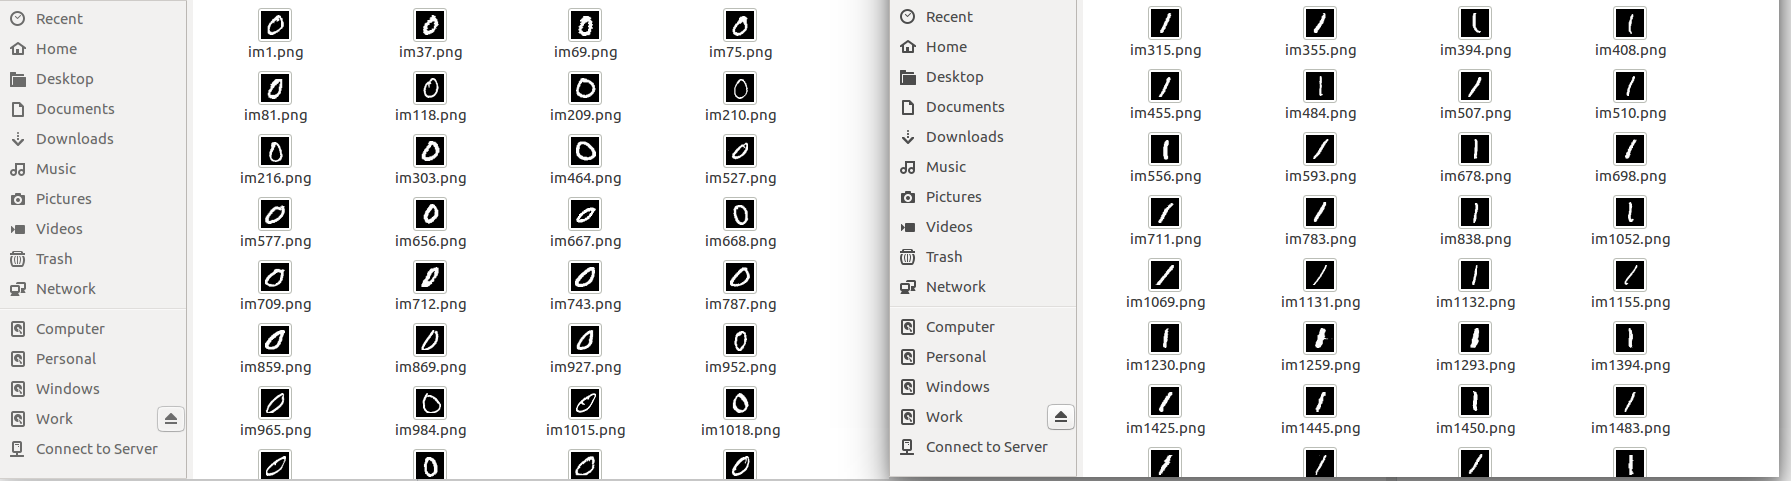 Recent
Home
Desktop
Documents
Downloads
Music
Pictures
Videos
Trash
Network
Computer
Personal
Windows
Work
Connect to Server
im1.png im37.png im69.png im75.png
im81.png im118.png im209.png im210.png
im216.png im303.png im464.png im527.png
im577.png im656.png im667.png im668.png
im709.png im712.png im743.png im787.png
im859.png im869.png im927.png im952.png
im965.png im984.png im1015.png im1018.png
Recent
Home
Desktop
Documents
Downloads
Music
Pictures
Videos
Trash
Network
Computer
Personal
Windows
Work
Connect to Server
im315.png im355.png im394.png im408.png
im455.png im484.png im507.png im510.png
im556.png im593.png im678.png im698.png
im711.png im783.png im838.png im1052.png
im1069.png im1131.png im1132.png im1155.png
im1230.png im1259.png im1293.png im1394.png
im1425.png im1445.png im1450.png im1483.png